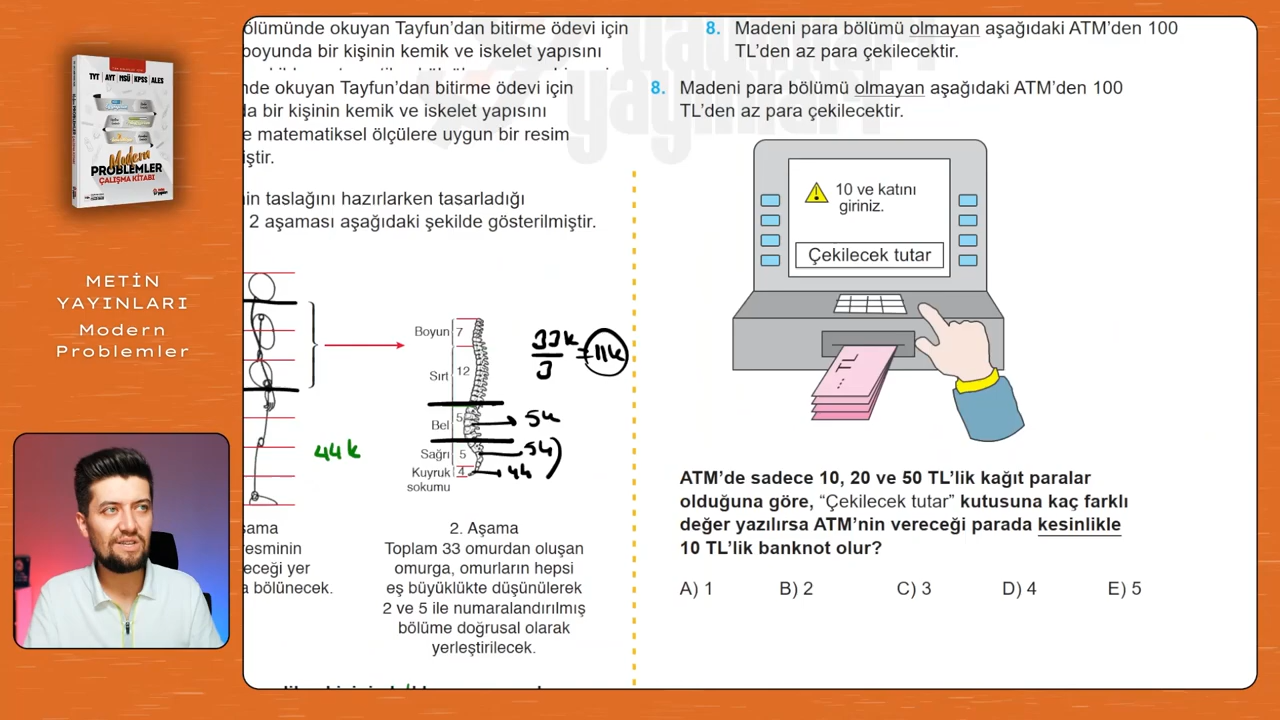 TYT | AYT | MSÜ | KPSS | ALES
Modern
PROBLEMLER
ÇALIŞMA KİTABI
METİN
YAYINLARI
Modern
Problemler
ölümünde okuyan Tayfun’dan bitirme ödevi için
boyunda bir kişinin kemik ve iskelet yapısını
nde okuyan Tayfun’dan bitirme ödevi için
da bir kişinin kemik ve iskelet yapısını
e matematiksel ölçülere uygun bir resim
iştir.
in taslağını hazırlarken tasarladığı
2 aşaması aşağıdaki şekilde gösterilmiştir.
44k
Boyun 7
Sırt 12
Bel 5
Sağrı 5
Kuyruk 4
sokumu
33k
3
=11k
5k
5k
4k
şama
resminin
eceği yer
a bölünecek.
2. Aşama
Toplam 33 omurdan oluşan
omurga, omurların hepsi
eş büyüklükte düşünülerek
2 ve 5 ile numaralandırılmış
bölüme doğrusal olarak
yerleştirilecek.
8. Madeni para bölümü olmayan aşağıdaki ATM’den 100
TL’den az para çekilecektir.
8. Madeni para bölümü olmayan aşağıdaki ATM’den 100
TL’den az para çekilecektir.
10 ve katını
giriniz.
Çekilecek tutar
... TL
ATM’de sadece 10, 20 ve 50 TL’lik kağıt paralar
olduğuna göre, “Çekilecek tutar” kutusuna kaç farklı
değer yazılırsa ATM’nin vereceği parada kesinlikle
10 TL’lik banknot olur?
A) 1 B) 2 C) 3 D) 4 E) 5